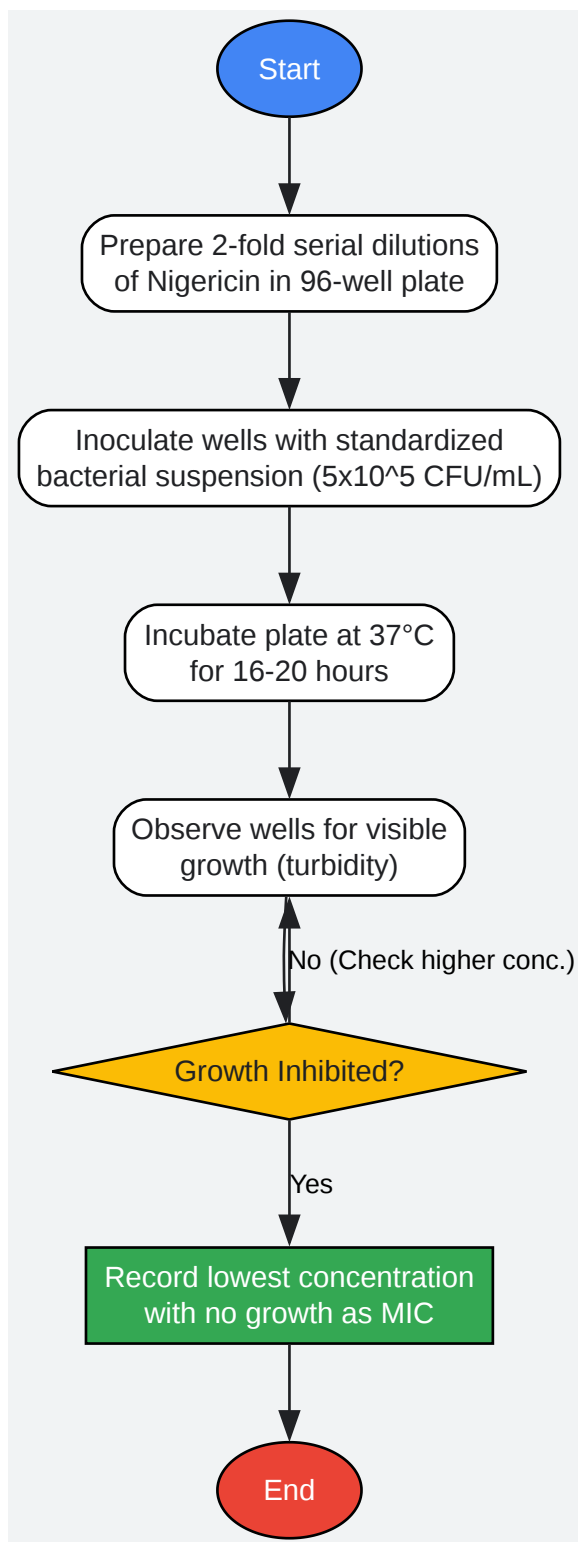 Start
Prepare 2-fold serial dilutions
of Nigericin in 96-well plate
Inoculate wells with standardized
bacterial suspension (5x10^5 CFU/mL)
Incubate plate at 37°C
for 16-20 hours
Observe wells for visible
growth (turbidity)
No (Check higher conc.)
Growth Inhibited?
Yes
Record lowest concentration
with no growth as MIC
End